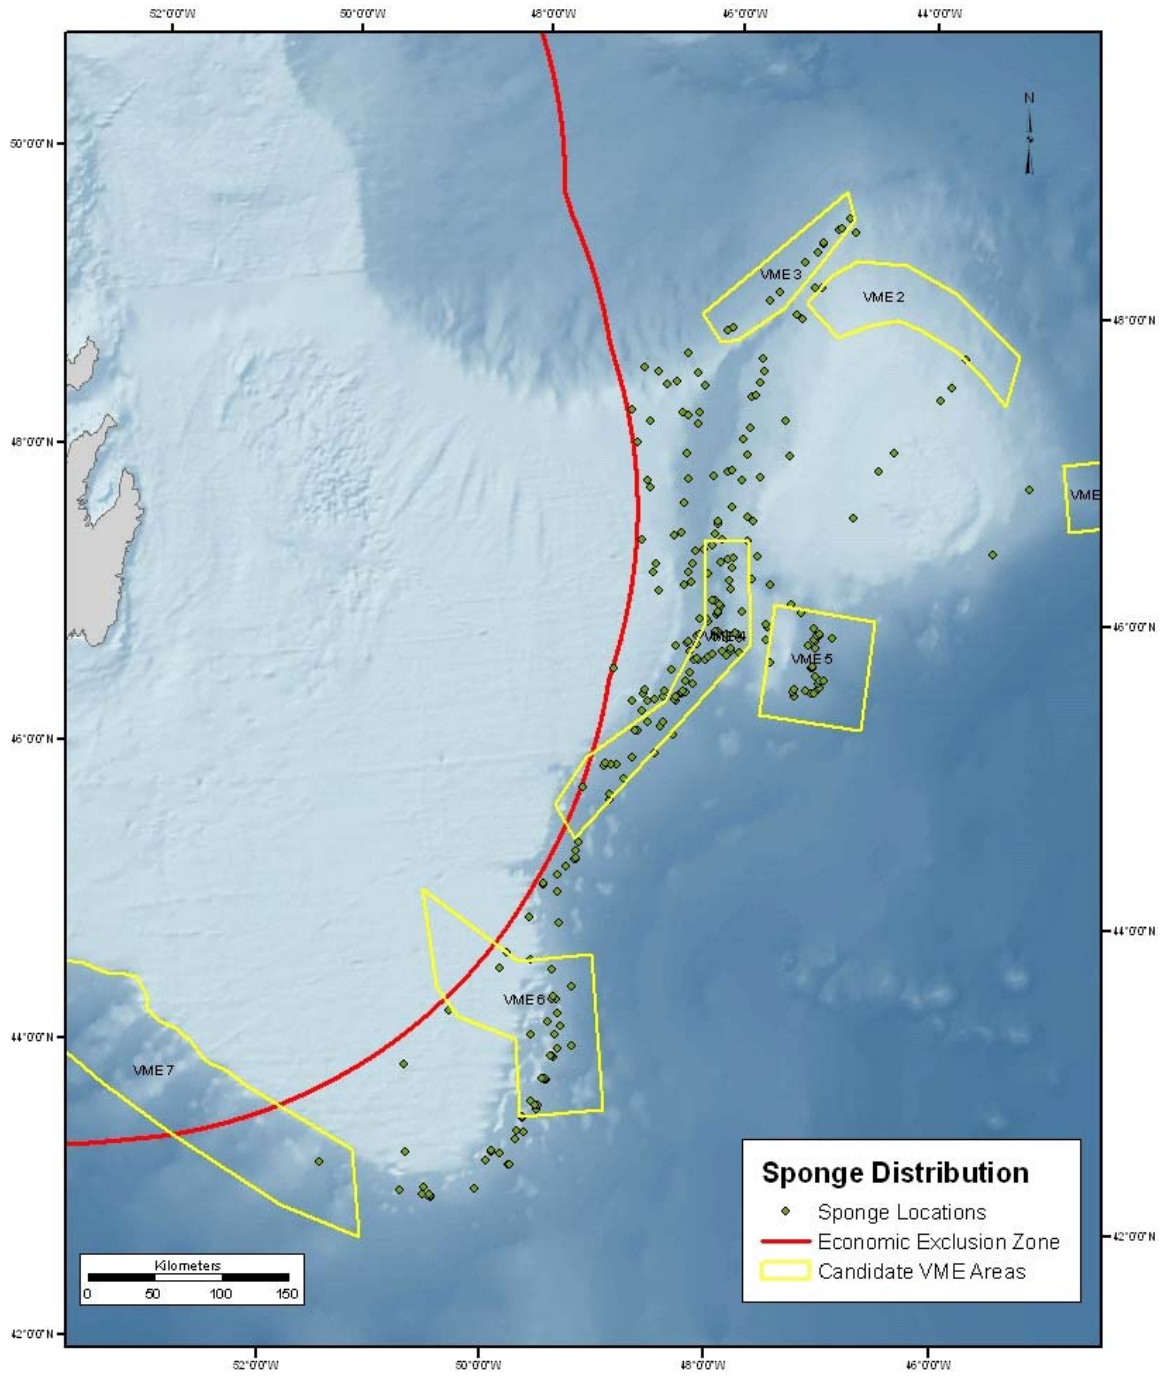 52°0'0"W 50°0'0"W 48°0'0"W 46°0'0"W 44°0'0"W
N
50°0'0"N
VME 3
VME 2
48°0'0"N
48°0'0"N
VME
46°0'0"N
VME 5
46°0'0"N
44°0'0"N
VME 6
44°0'0"N
VME 7
Sponge Distribution
Sponge Locations
Economic Exclusion Zone
Candidate VME Areas
42°0'0"N
Kilometers
0 50 100 150
42°0'0"N
52°0'0"W 50°0'0"W 48°0'0"W 46°0'0"W